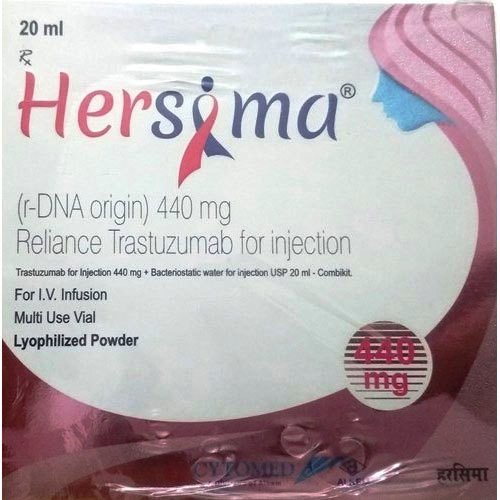 20 ml
Rx
Hersima®
(r-DNA origin) 440 mg
Reliance Trastuzumab for injection
Trastuzumab for Injection 440 mg + Bacteriostatic water for injection USP 20 ml - Combikit.
For I.V. Infusion
Multi Use Vial
Lyophilized Powder
440
mg
CYTOMED
हरसिमा